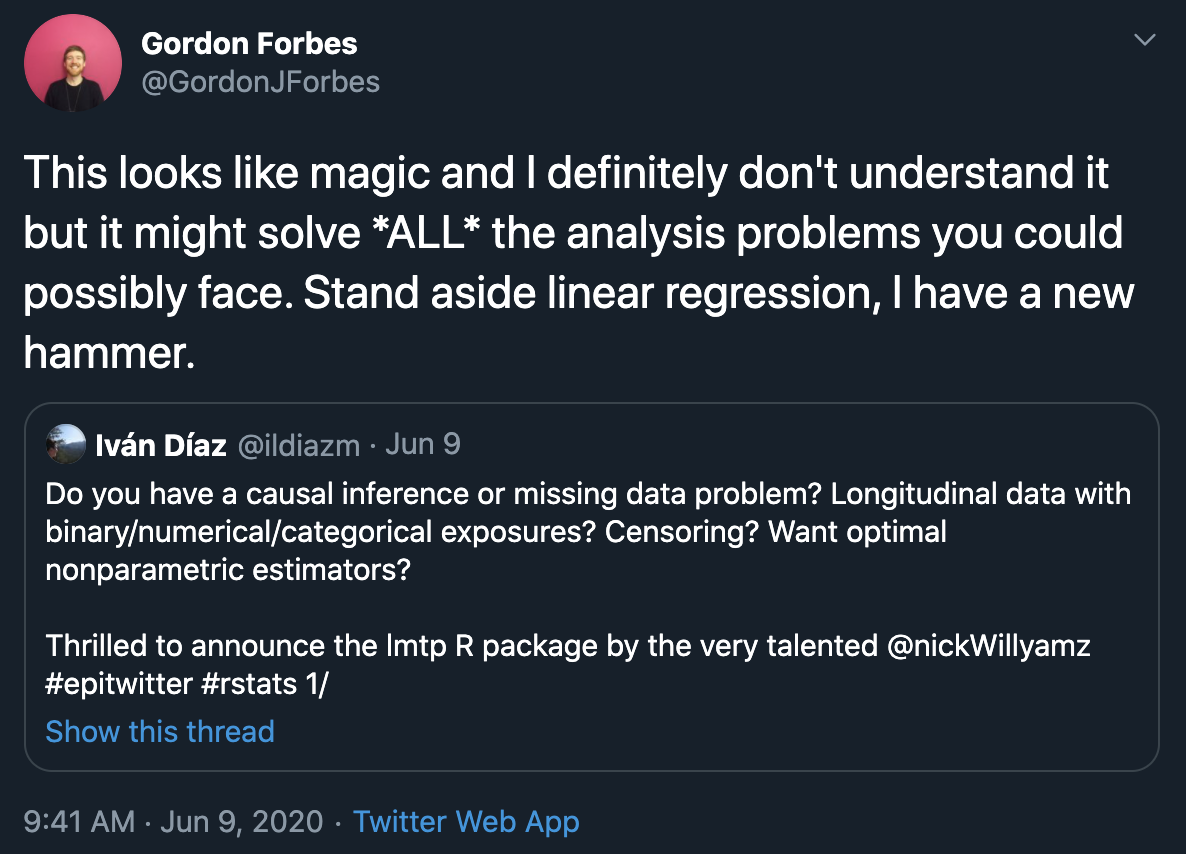 Gordon Forbes
@GordonJForbes
This looks like magic and I definitely don't understand it
but it might solve *ALL* the analysis problems you could
possibly face. Stand aside linear regression, I have a new
hammer.
Iván Díaz @ildiazm · Jun 9
Do you have a causal inference or missing data problem? Longitudinal data with
binary/numerical/categorical exposures? Censoring? Want optimal
nonparametric estimators?
Thrilled to announce the lmtp R package by the very talented @nickWillyamz
#epitwitter #rstats 1/
Show this thread
9:41 AM · Jun 9, 2020 · Twitter Web App